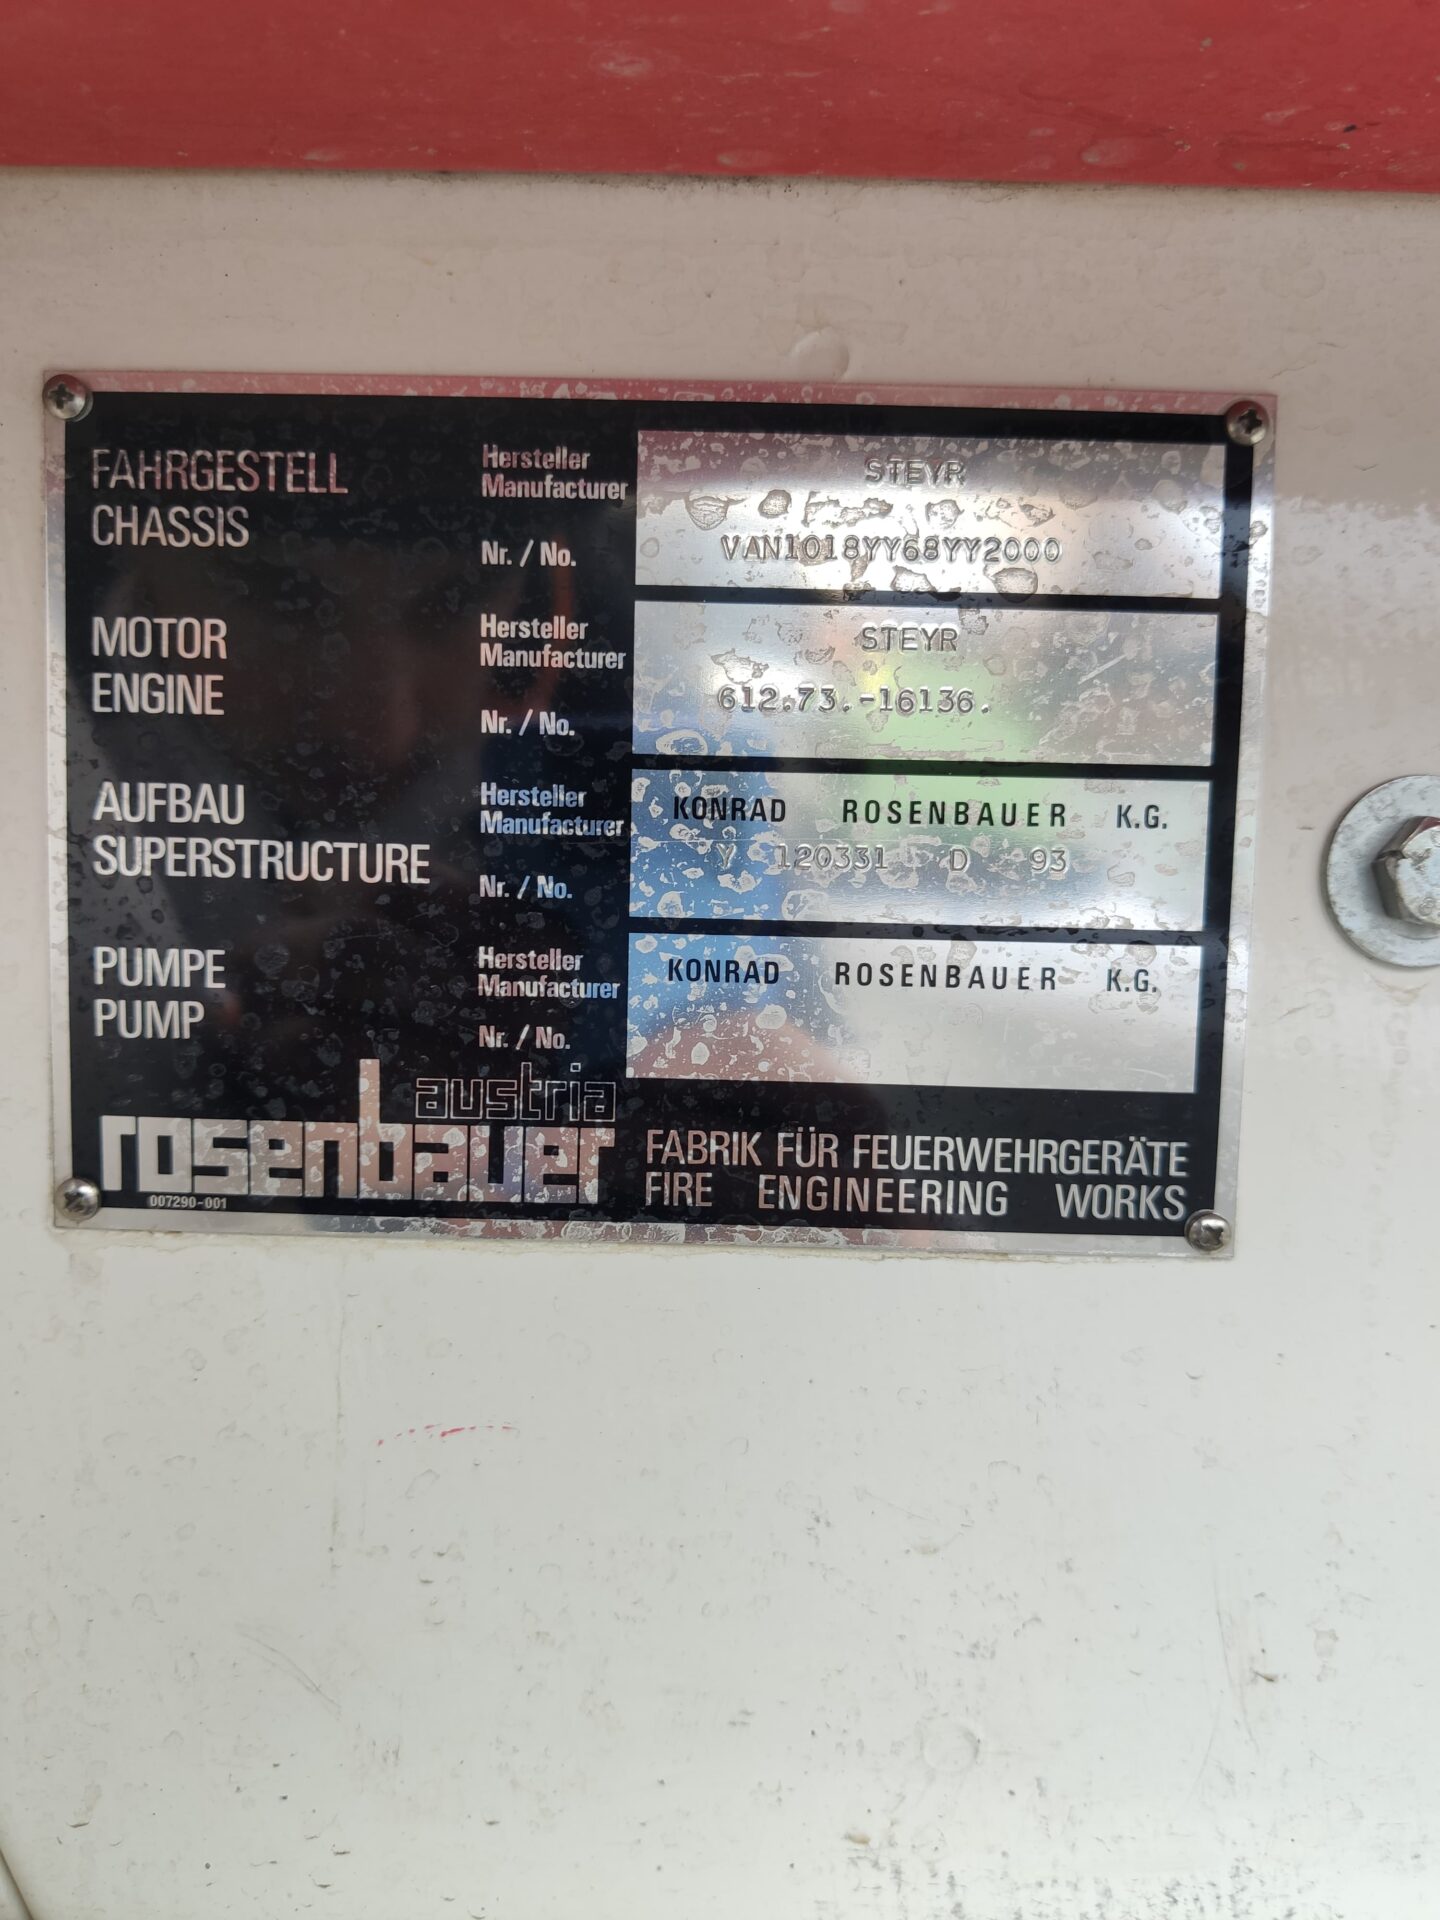 FAHRGESTELL
CHASSIS
Hersteller
Manufacturer
STEYR
Nr. / No.
VAN1018YY68YY2000
MOTOR
ENGINE
Hersteller
Manufacturer
STEYR
Nr. / No.
612.73.-16136.
AUFBAU
SUPERSTRUCTURE
Hersteller
Manufacturer
KONRAD ROSENBAUER K.G.
Nr. / No.
Y 120331 D 93
PUMPE
PUMP
Hersteller
Manufacturer
KONRAD ROSENBAUER K.G.
Nr. / No.
austria
rosenbauer
007290-001
FABRIK FÜR FEUERWEHRGERÄTE
FIRE ENGINEERING WORKS